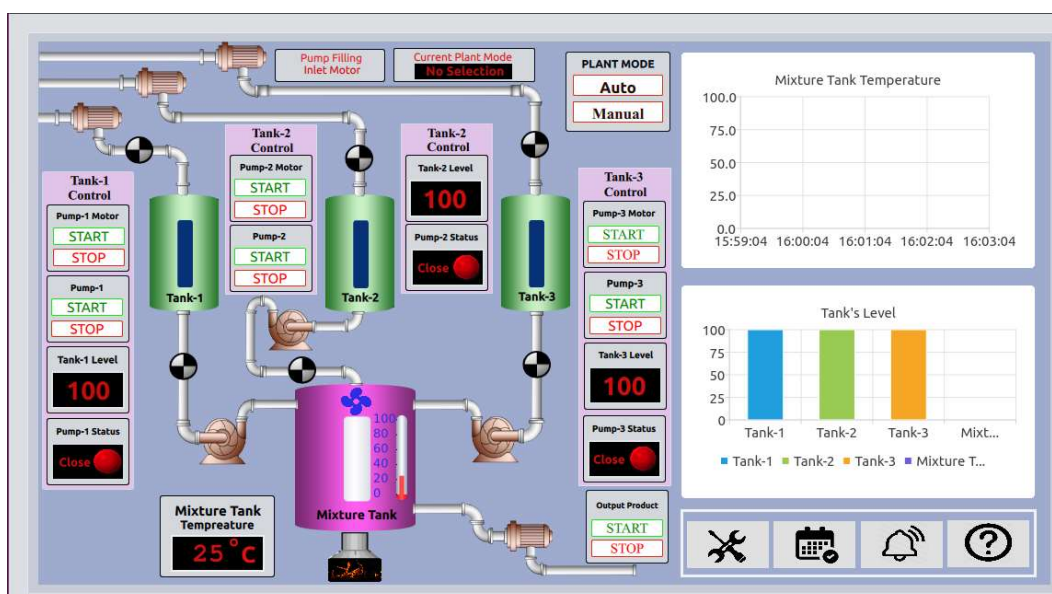 Pump Filling
Inlet Motor
Current Plant Mode
No Selection
PLANT MODE
Auto
Manual
Tank-1
Control
Pump-1 Motor
START
STOP
Pump-1
START
STOP
Tank-1 Level
100
Pump-1 Status
Close
Tank-1
Tank-2
Control
Pump-2 Motor
START
STOP
Pump-2
START
STOP
Tank-2
Tank-2
Control
Tank-2 Level
100
Pump-2 Status
Close
Tank-3
Tank-3
Control
Pump-3 Motor
START
STOP
Pump-3
START
STOP
Tank-3 Level
100
Pump-3 Status
Close
100
80
60
40
20
0
Mixture Tank
Mixture Tank
Tempreature
25°C
Output Product
START
STOP
Mixture Tank Temperature
100.0
75.0
50.0
25.0
0.0
15:59:04 16:00:04 16:01:04 16:02:04 16:03:04
Tank's Level
100
75
50
25
0
Tank-1 Tank-2 Tank-3 Mixt...
Tank-1 Tank-2 Tank-3 Mixture T...
?